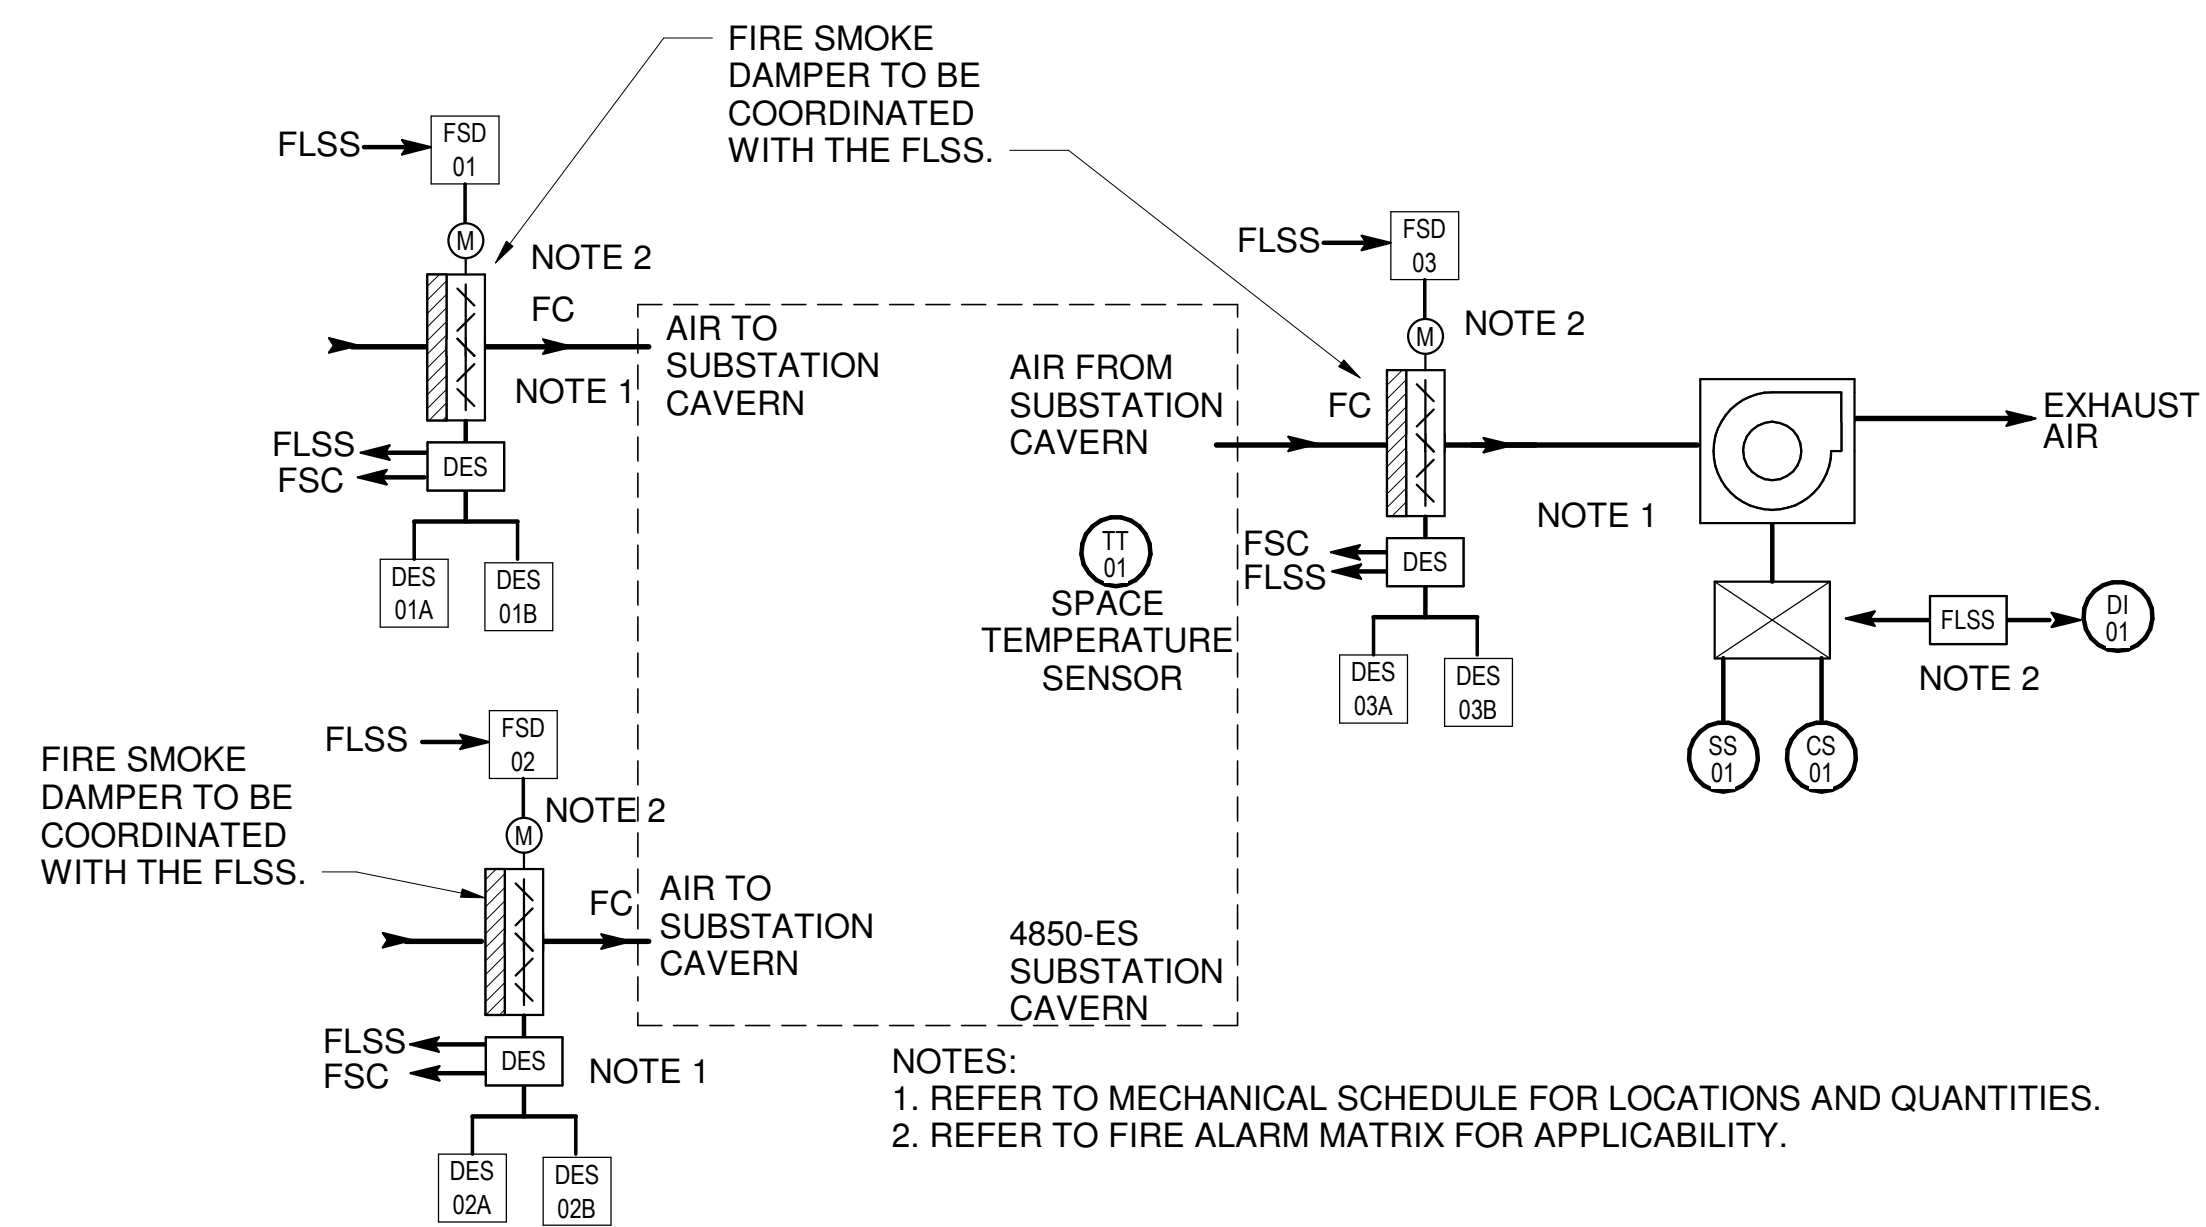 FIRE SMOKE
DAMPER TO BE
COORDINATED
WITH THE FLSS.
FLSS
FSD
01
M
NOTE 2
FC
NOTE 1
AIR TO
SUBSTATION
CAVERN
FLSS
FSC
DES
DES
01A
DES
01B
AIR FROM
SUBSTATION
CAVERN
FLSS
FSD
03
M
NOTE 2
FC
NOTE 1
EXHAUST
AIR
TT
01
SPACE
TEMPERATURE
SENSOR
FSC
FLSS
DES
DES
03A
DES
03B
FLSS
DI
01
NOTE 2
SS
01
CS
01
FIRE SMOKE
DAMPER TO BE
COORDINATED
WITH THE FLSS.
FLSS
FSD
02
M
NOTE 2
FC
AIR TO
SUBSTATION
CAVERN
4850-ES
SUBSTATION
CAVERN
FLSS
FSC
DES
NOTE 1
DES
02A
DES
02B
NOTES:
1. REFER TO MECHANICAL SCHEDULE FOR LOCATIONS AND QUANTITIES.
2. REFER TO FIRE ALARM MATRIX FOR APPLICABILITY.